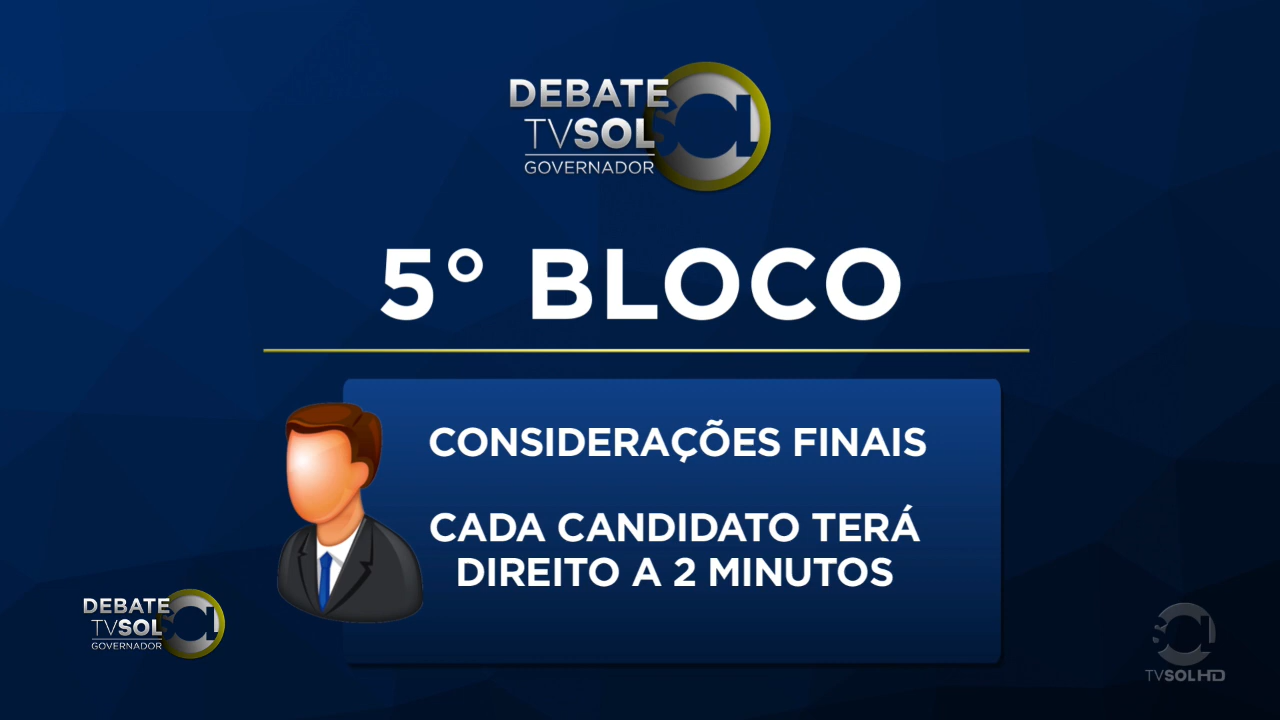 DEBATE
TVSOL
GOVERNADOR
5° BLOCO
CONSIDERAÇÕES FINAIS
CADA CANDIDATO TERÁ
DIREITO A 2 MINUTOS
DEBATE
TVSOL
GOVERNADOR
TVSOLHD